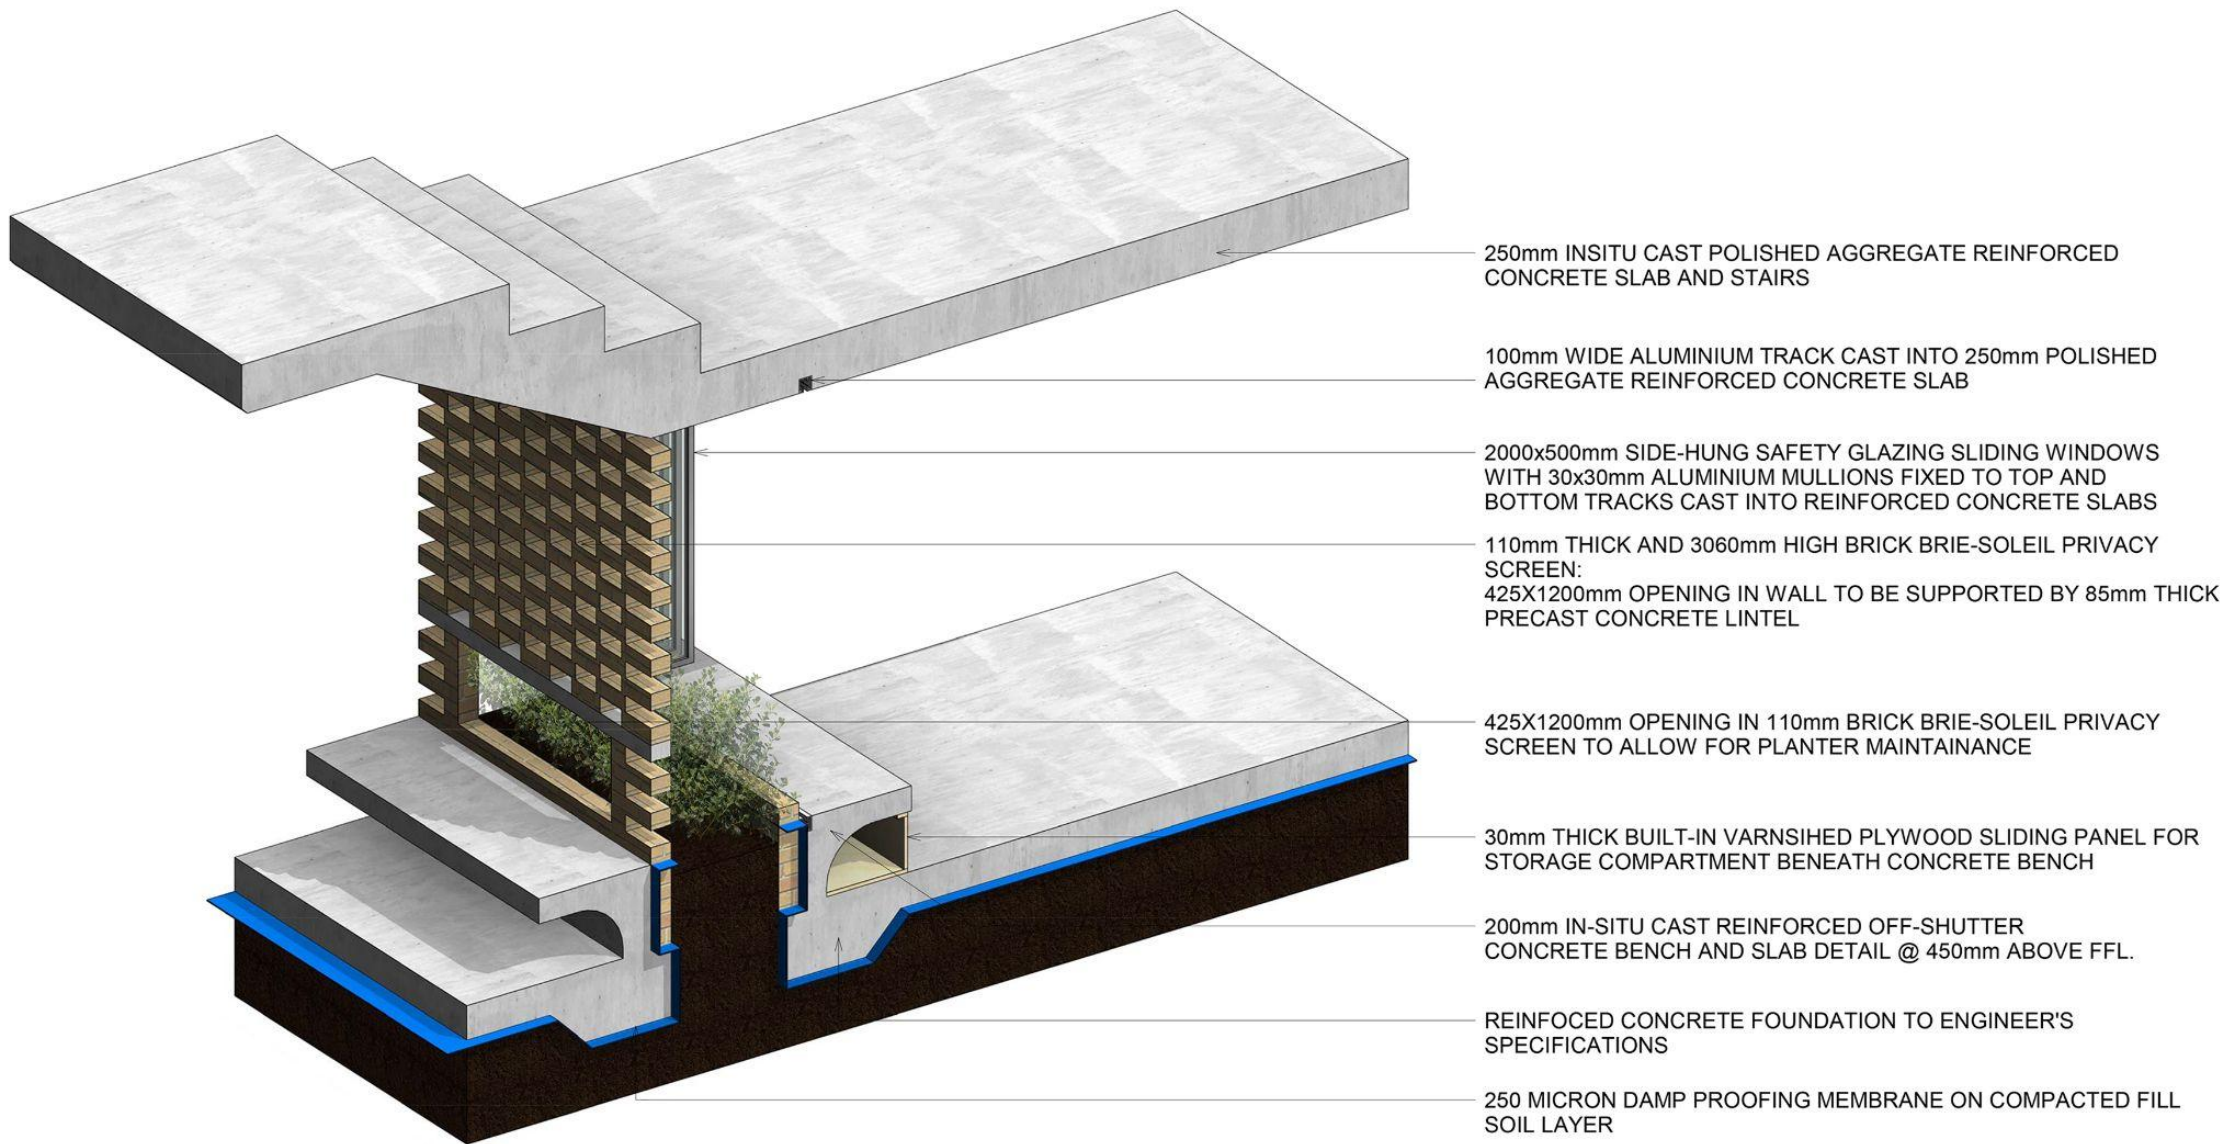 250mm INSITU CAST POLISHED AGGREGATE REINFORCED
CONCRETE SLAB AND STAIRS
100mm WIDE ALUMINIUM TRACK CAST INTO 250mm POLISHED
AGGREGATE REINFORCED CONCRETE SLAB
2000x500mm SIDE-HUNG SAFETY GLAZING SLIDING WINDOWS
WITH 30x30mm ALUMINIUM MULLIONS FIXED TO TOP AND
BOTTOM TRACKS CAST INTO REINFORCED CONCRETE SLABS
110mm THICK AND 3060mm HIGH BRICK BRIE-SOLEIL PRIVACY
SCREEN:
425X1200mm OPENING IN WALL TO BE SUPPORTED BY 85mm THICK
PRECAST CONCRETE LINTEL
425X1200mm OPENING IN 110mm BRICK BRIE-SOLEIL PRIVACY
SCREEN TO ALLOW FOR PLANTER MAINTAINANCE
30mm THICK BUILT-IN VARNSIHED PLYWOOD SLIDING PANEL FOR
STORAGE COMPARTMENT BENEATH CONCRETE BENCH
200mm IN-SITU CAST REINFORCED OFF-SHUTTER
CONCRETE BENCH AND SLAB DETAIL @ 450mm ABOVE FFL.
REINFOCED CONCRETE FOUNDATION TO ENGINEER'S
SPECIFICATIONS
250 MICRON DAMP PROOFING MEMBRANE ON COMPACTED FILL
SOIL LAYER